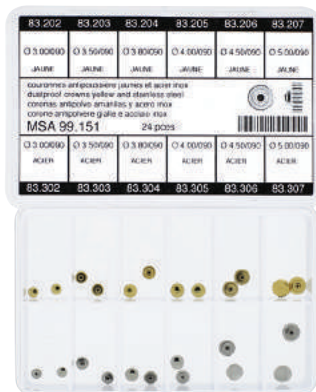 83.202 83.203 83.204 83.205 83.206 83.207
Ø 3.00/090 Ø 3.50/090 Ø 3.80/090 Ø 4.00/090 Ø 4.50/090 Ø 5.00/090
JAUNE JAUNE JAUNE JAUNE JAUNE JAUNE
couronnes antipoussière jaunes et acier inox
dustproof crowns yellow and stainless steel
coronas antipolvo amarillas y acero inox
corone antipolvere gialle e acciaio inox
MSA 99.151 24 pces
Ø 3.00/090 Ø 3.50/090 Ø 3.80/090 Ø 4.00/090 Ø 4.50/090 Ø 5.00/090
ACIER ACIER ACIER ACIER ACIER ACIER
83.302 83.303 83.304 83.305 83.306 83.307